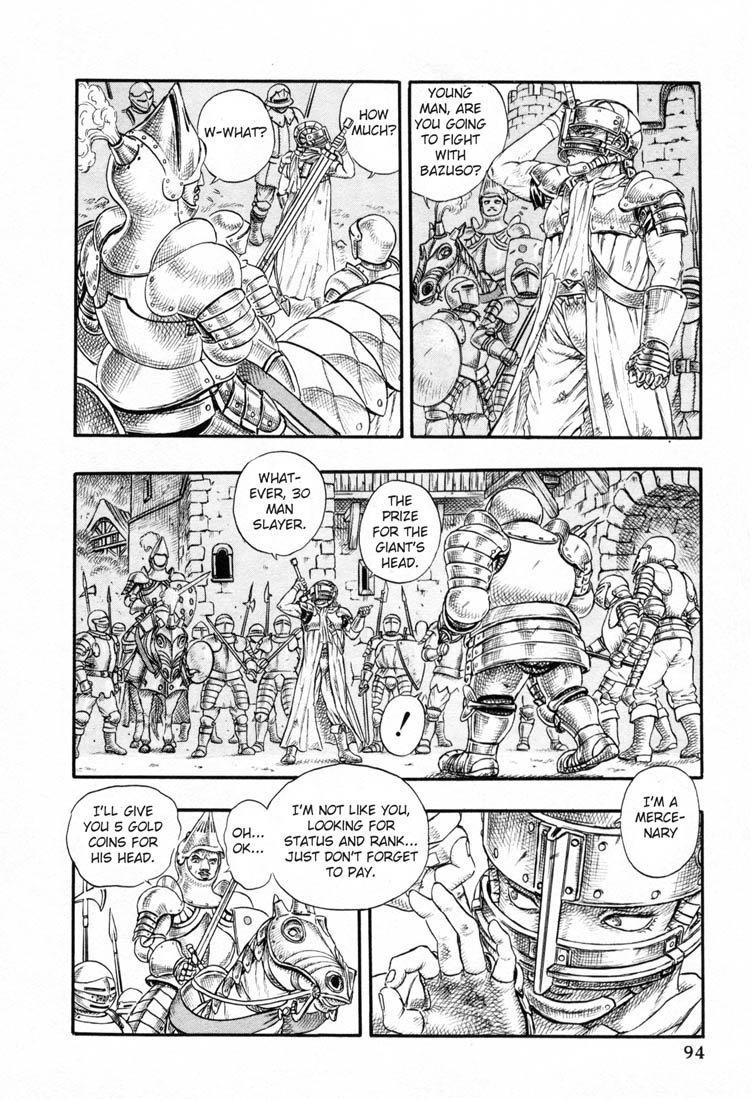 YOUNG
MAN, ARE
YOU GOING
TO FIGHT
WITH
BAZUSO?
HOW
MUCH?
W-WHAT?
THE
PRIZE
FOR THE
GIANT'S
HEAD.
WHAT-
EVER, 30
MAN
SLAYER.
!
I'M A
MERCE-
NARY
I'M NOT LIKE YOU,
LOOKING FOR
STATUS AND RANK...
JUST DON'T FORGET
TO PAY.
OH...
OK...
I'LL GIVE
YOU 5 GOLD
COINS FOR
HIS HEAD.
94